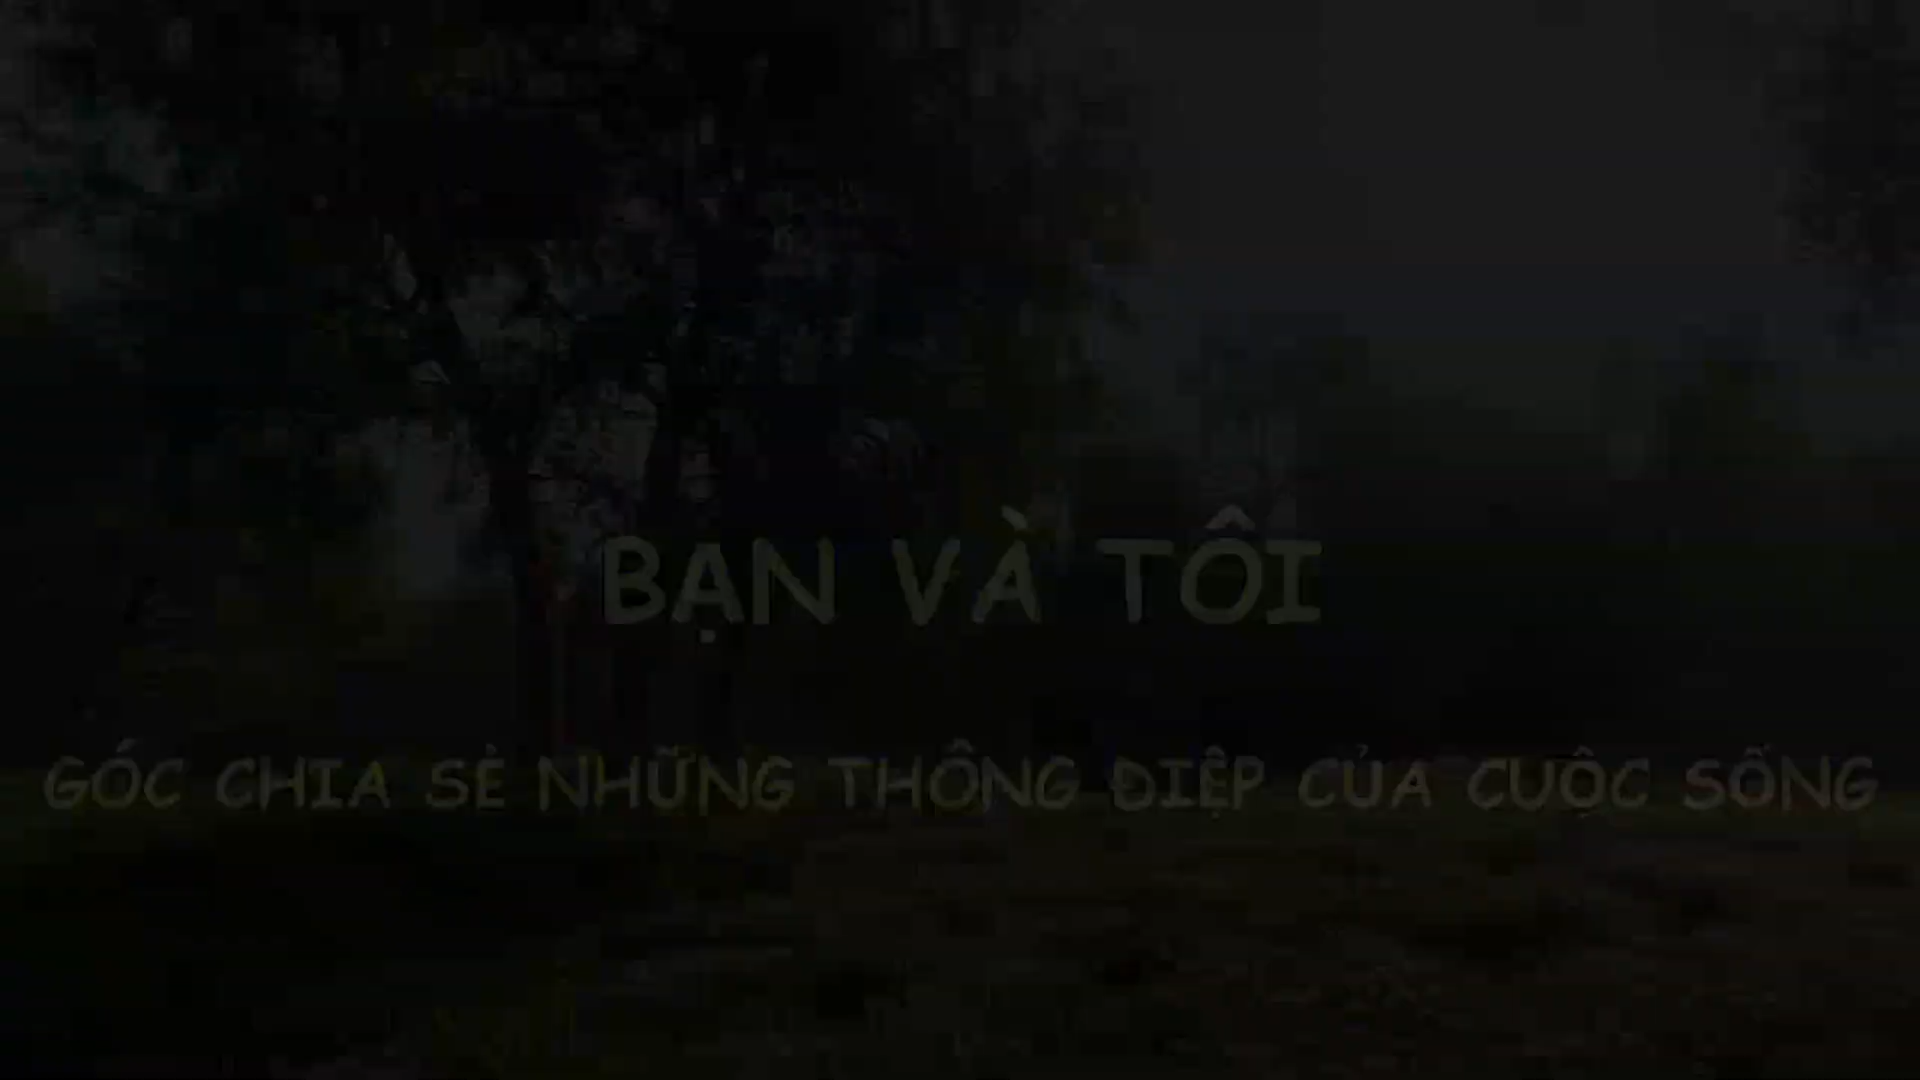 BẠN VÀ TÔI
GÓC CHIA SẺ NHỮNG THÔNG ĐIỆP CỦA CUỘC SỐNG